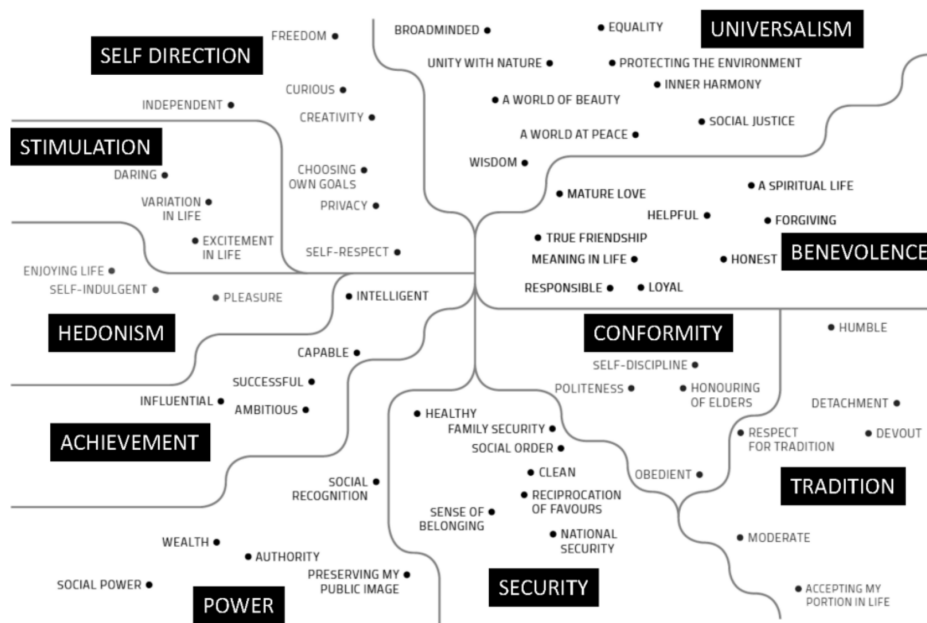 SELF DIRECTION
FREEDOM
CURIOUS
INDEPENDENT
CREATIVITY
CHOOSING
OWN GOALS
PRIVACY
SELF-RESPECT
UNIVERSALISM
BROADMINDED
EQUALITY
UNITY WITH NATURE
PROTECTING THE ENVIRONMENT
INNER HARMONY
A WORLD OF BEAUTY
SOCIAL JUSTICE
A WORLD AT PEACE
WISDOM
STIMULATION
DARING
VARIATION
IN LIFE
EXCITEMENT
IN LIFE
MATURE LOVE
A SPIRITUAL LIFE
HELPFUL
FORGIVING
TRUE FRIENDSHIP
BENEVOLENCE
MEANING IN LIFE
HONEST
RESPONSIBLE
LOYAL
ENJOYING LIFE
SELF-INDULGENT
PLEASURE
HEDONISM
INTELLIGENT
CAPABLE
SUCCESSFUL
INFLUENTIAL
AMBITIOUS
ACHIEVEMENT
CONFORMITY
SELF-DISCIPLINE
POLITENESS
HONOURING
OF ELDERS
OBEDIENT
HUMBLE
DETACHMENT
RESPECT
FOR TRADITION
DEVOUT
TRADITION
MODERATE
ACCEPTING MY
PORTION IN LIFE
HEALTHY
FAMILY SECURITY
SOCIAL ORDER
CLEAN
RECIPROCATION
OF FAVOURS
SENSE OF
BELONGING
NATIONAL
SECURITY
SECURITY
SOCIAL
RECOGNITION
WEALTH
AUTHORITY
SOCIAL POWER
PRESERVING MY
PUBLIC IMAGE
POWER